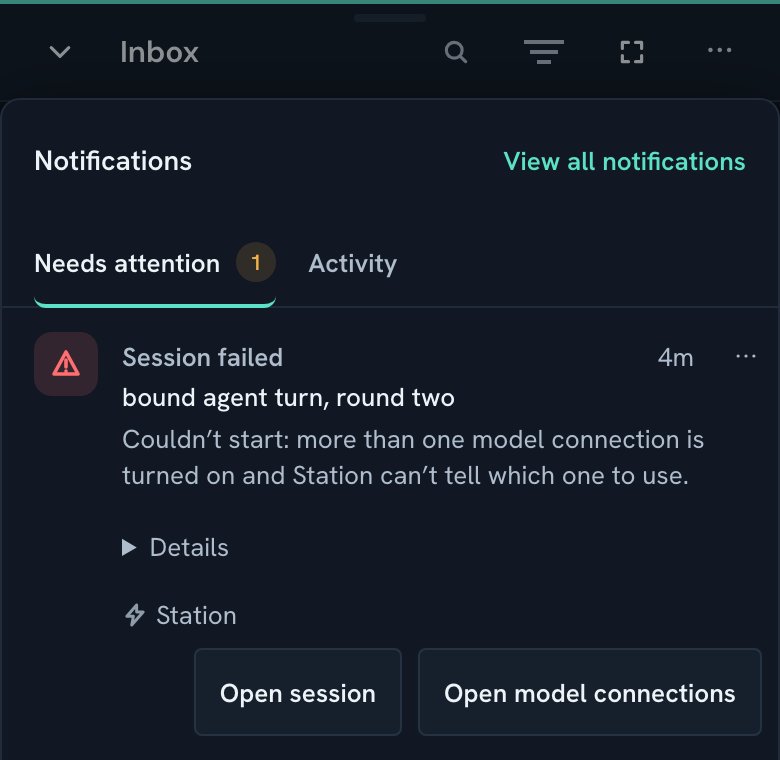 Inbox
Notifications
View all notifications
Needs attention 1
Activity
Session failed
4m
bound agent turn, round two
Couldn’t start: more than one model connection is
turned on and Station can’t tell which one to use.
Details
Station
Open session
Open model connections